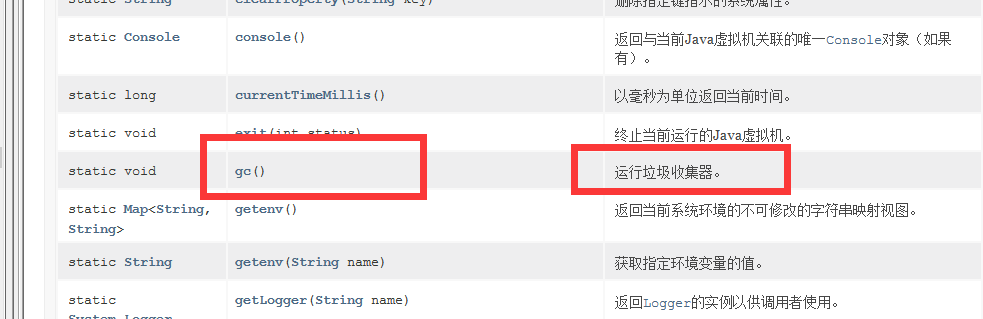 static String clearProperty(String key) 删除指定键指示的系统属性。
static Console console() 返回与当前Java虚拟机关联的唯一Console对象（如果
有）。
static long currentTimeMillis() 以毫秒为单位返回当前时间。
static void exit(int status) 终止当前运行的Java虚拟机。
static void gc() 运行垃圾收集器。
static Map<String, getenv() 返回当前系统环境的不可修改的字符串映射视图。
String>
static String getenv(String name) 获取指定环境变量的值。
static getLogger(String name) 返回Logger的实例以供调用者使用。
System.Logger